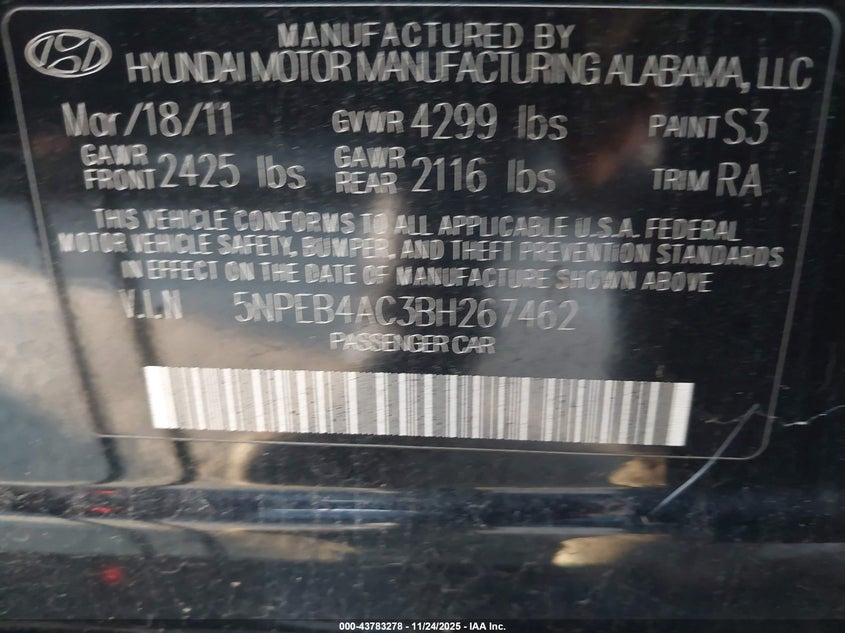 MANUFACTURED BY
HYUNDAI MOTOR MANUFACTURING ALABAMA, LLC
Mar/18/11 GVWR 4299 lbs PAINT S3
GAWR FRONT 2425 lbs GAWR REAR 2116 lbs TRIM RA
THIS VEHICLE CONFORMS TO ALL APPLICABLE U.S.A. FEDERAL
MOTOR VEHICLE SAFETY, BUMPER, AND THEFT PREVENTION STANDARDS
IN EFFECT ON THE DATE OF MANUFACTURE SHOWN ABOVE
V.I.N 5NPEB4AC3BH267462
PASSENGER CAR
000-43783278 - 11/24/2025 - IAA Inc.